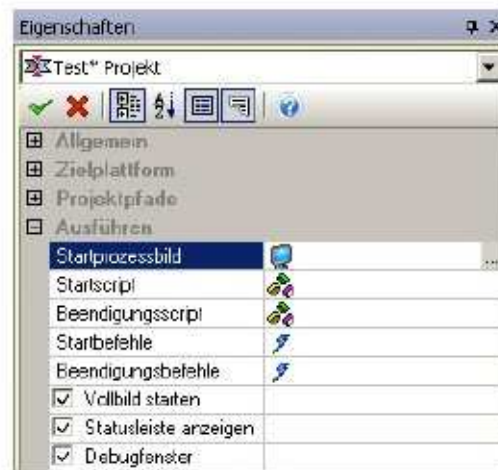 Eigenschaften
Test* Projekt
Allgemein
Zielplattform
Projektpfade
Ausführen
Startprozessbild
...
Startscript
Beendigungsscript
Startbefehle
Beendigungsbefehle
Vollbild starten
Statusleiste anzeigen
Debugfenster